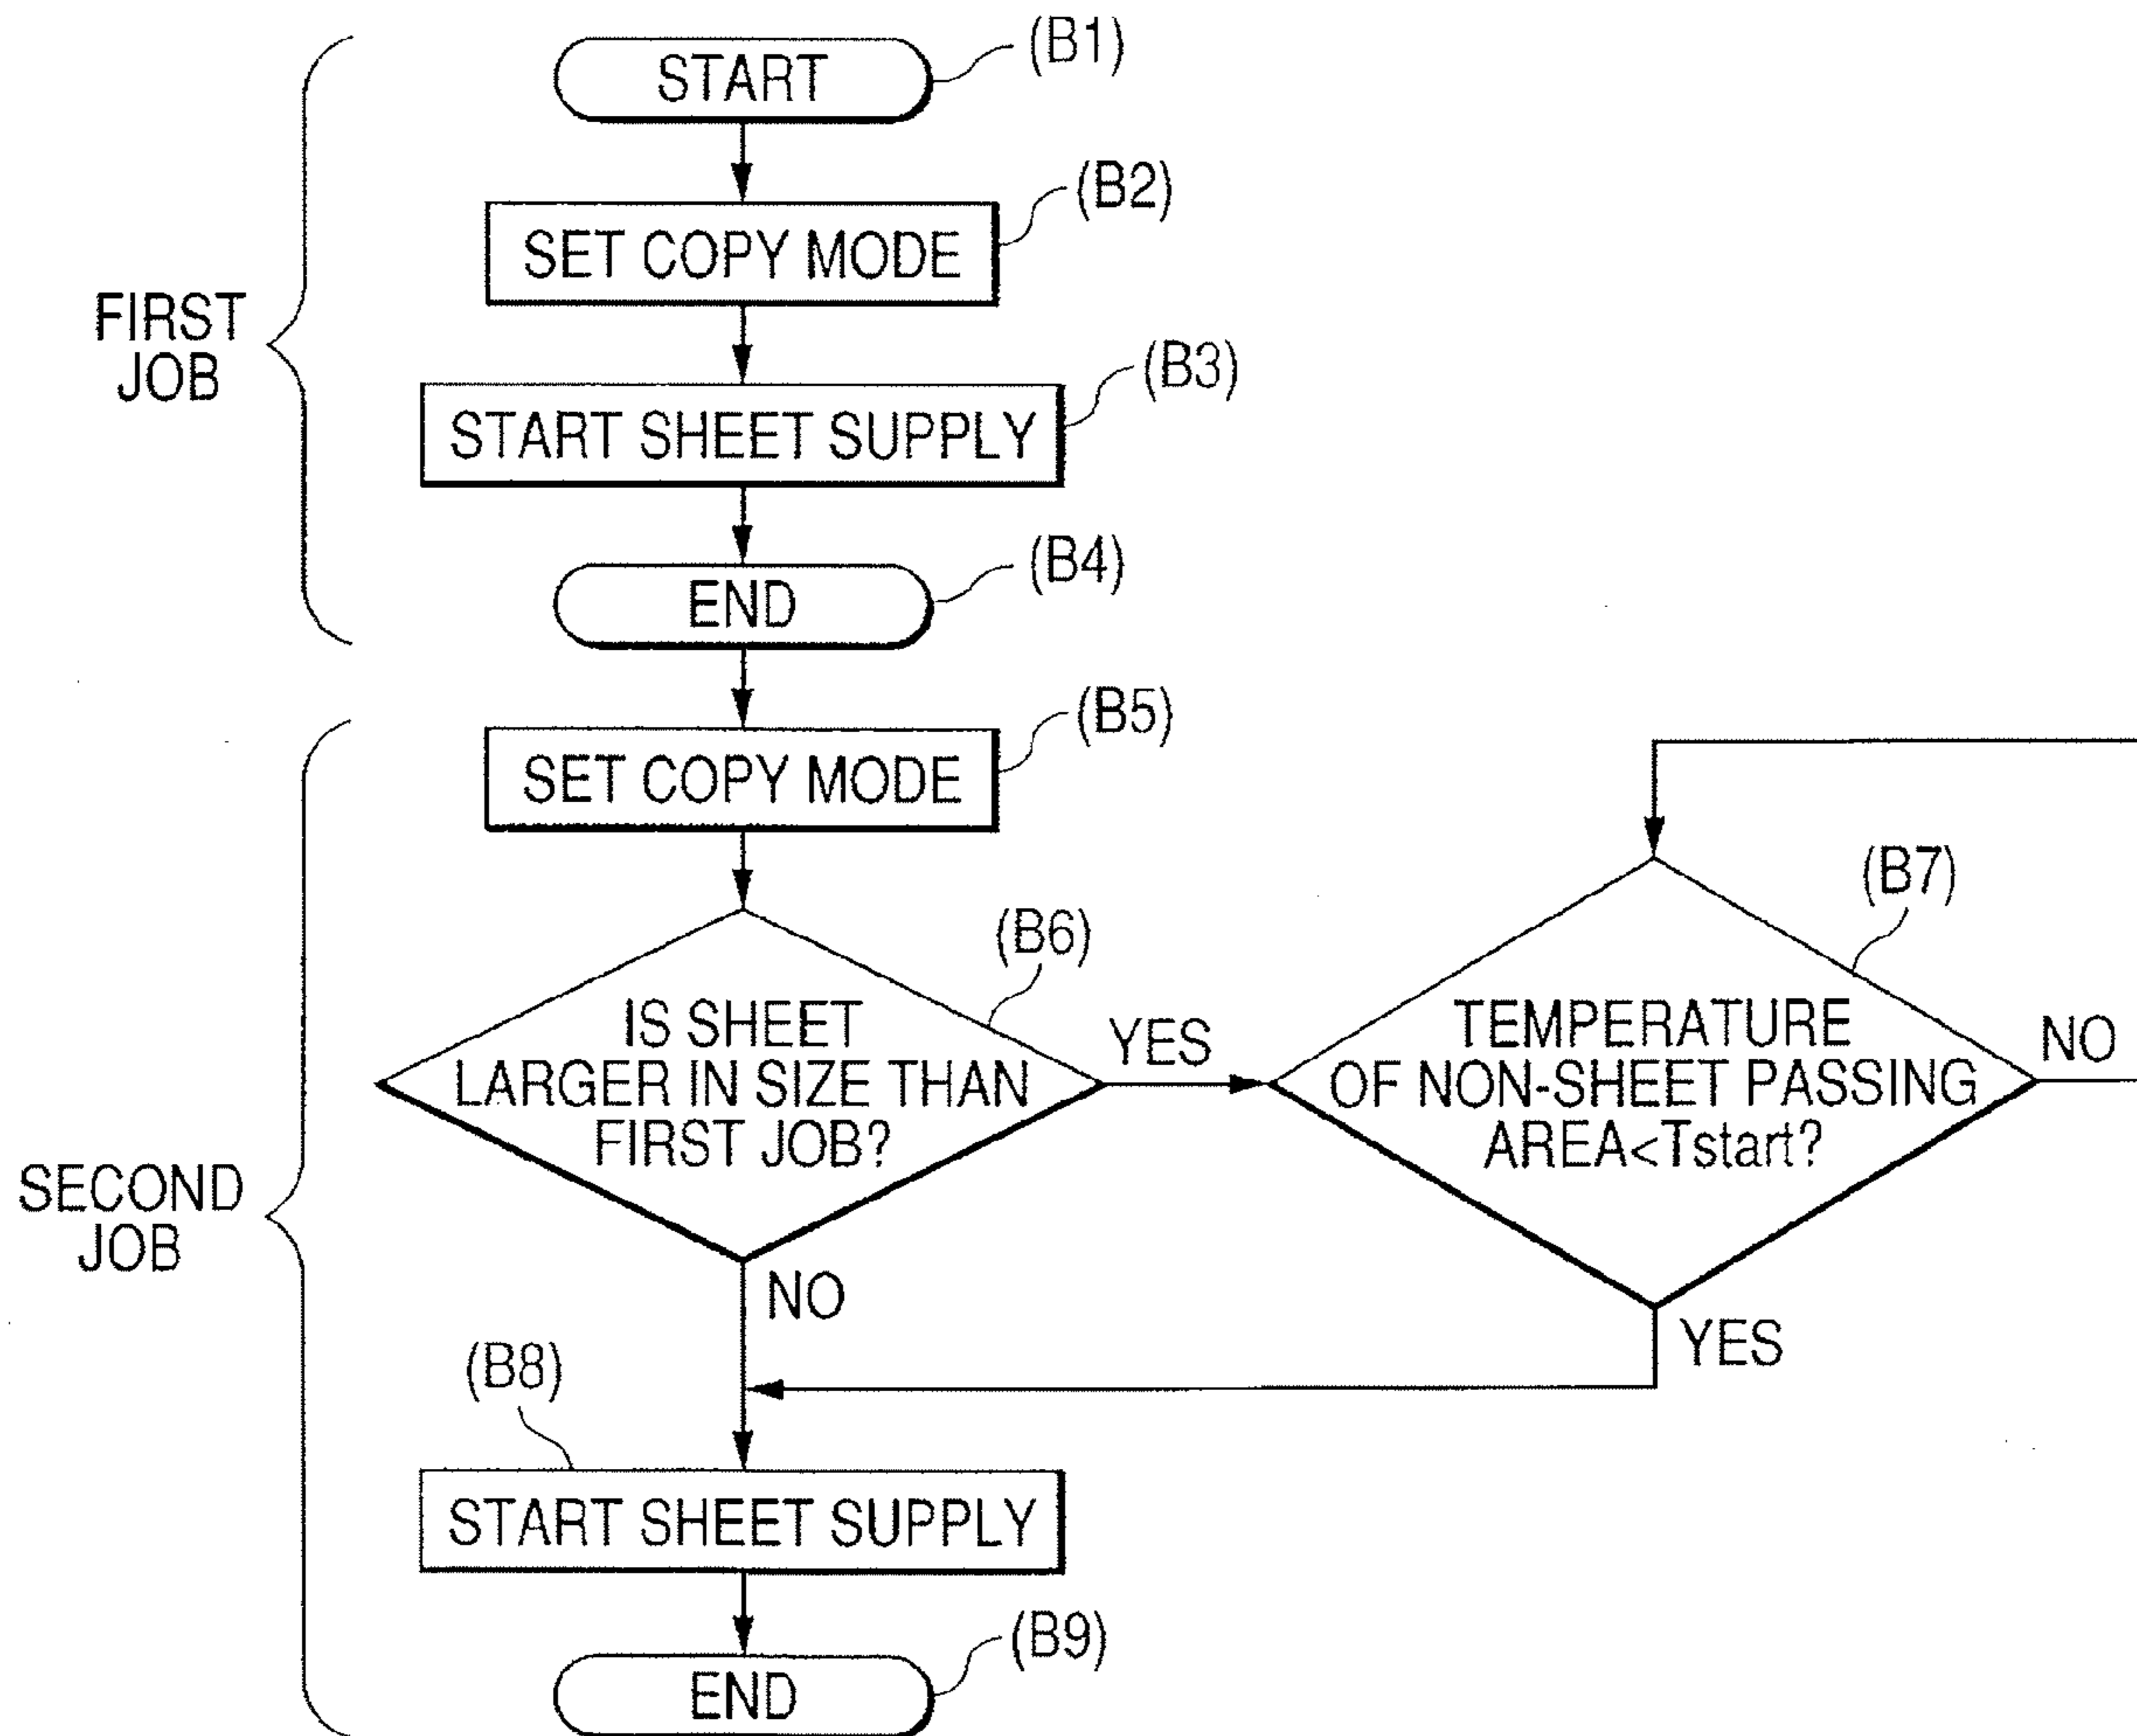 START
(B1)
SET COPY MODE
(B2)
START SHEET SUPPLY
(B3)
END
(B4)
FIRST
JOB
SET COPY MODE
(B5)
IS SHEET
LARGER IN SIZE THAN
FIRST JOB?
(B6)
YES
NO
TEMPERATURE
OF NON-SHEET PASSING
AREA<Tstart?
(B7)
NO
YES
SECOND
JOB
(B8)
START SHEET SUPPLY
END
(B9)